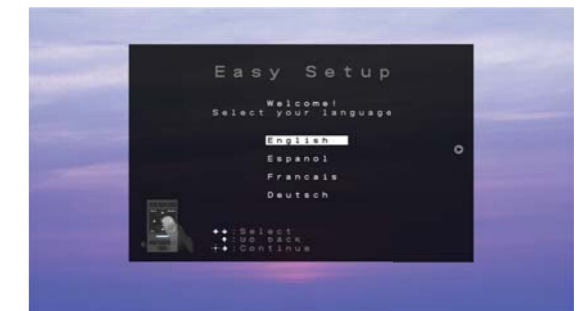 Easy Setup
Welcome!
Select your language
English
Espanol
Francais
Deutsch
:Select
:Go back
:Continue